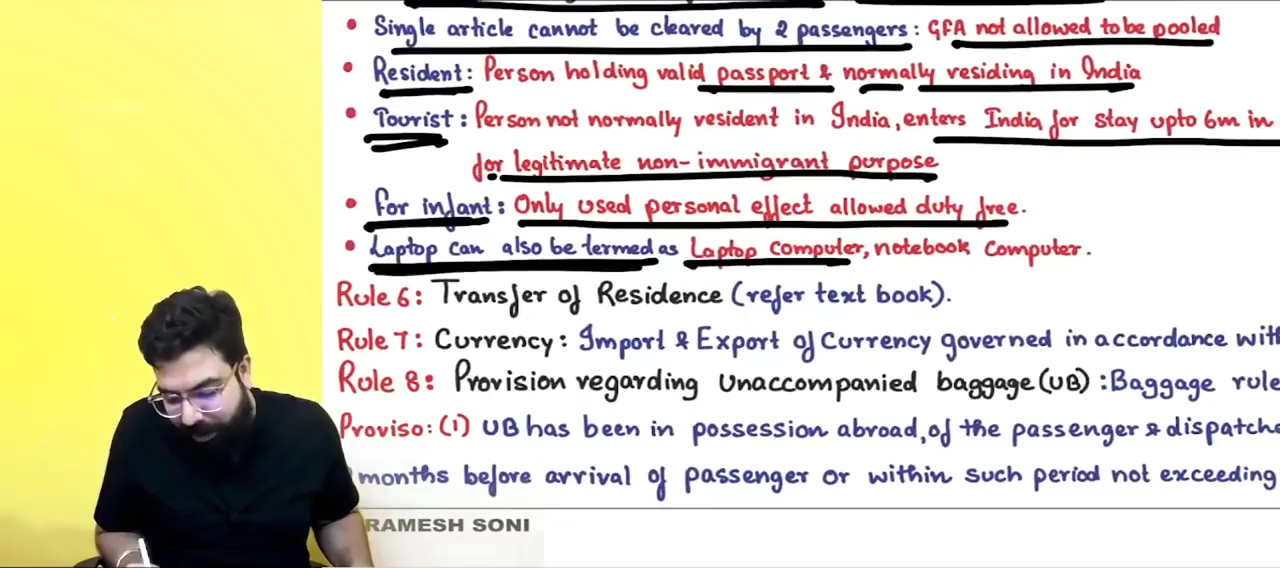 • Single article cannot be cleared by 2 passengers: GFA not allowed to be pooled
• Resident: Person holding valid passport & normally residing in India
• Tourist: Person not normally resident in India, enters India for stay upto 6m in
for legitimate non-immigrant purpose
• For infant: Only used personal effect allowed duty free.
• Laptop can also be termed as Laptop computer, notebook computer.
Rule 6: Transfer of Residence (refer text book).
Rule 7: Currency: Import & Export of Currency governed in accordance with
Rule 8: Provision regarding Unaccompanied baggage (UB): Baggage rule
Proviso: (1) UB has been in possession abroad, of the passenger & dispatche
months before arrival of passenger or within such period not exceeding
RAMESH SONI